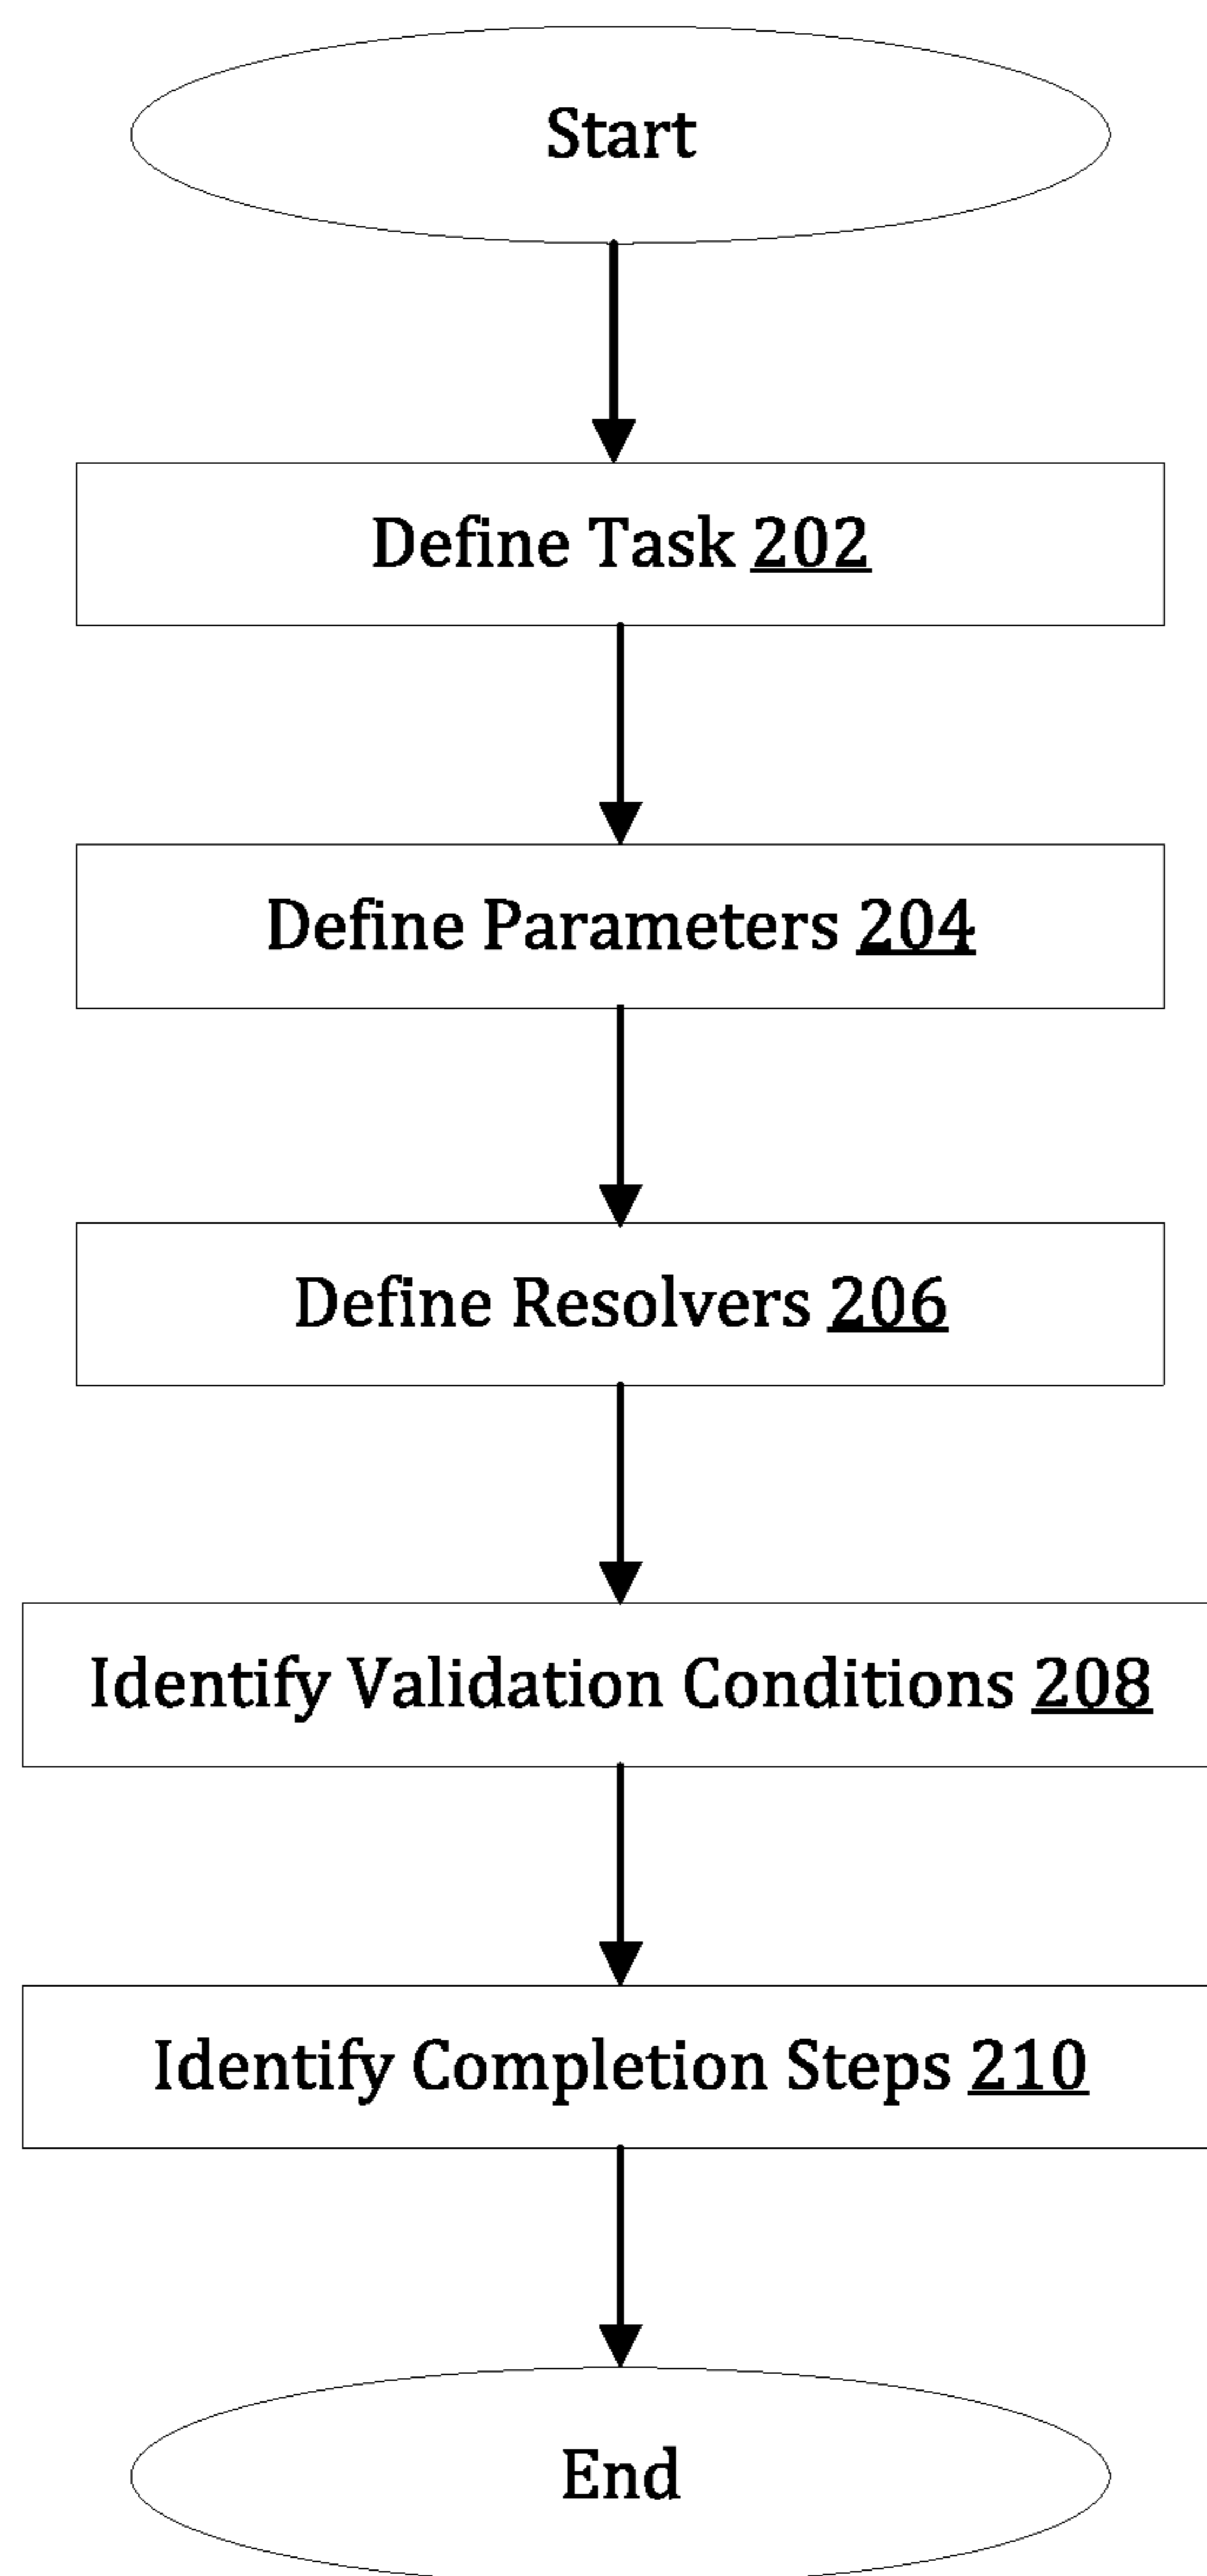 Start
Define Task 202
Define Parameters 204
Define Resolvers 206
Identify Validation Conditions 208
Identify Completion Steps 210
End